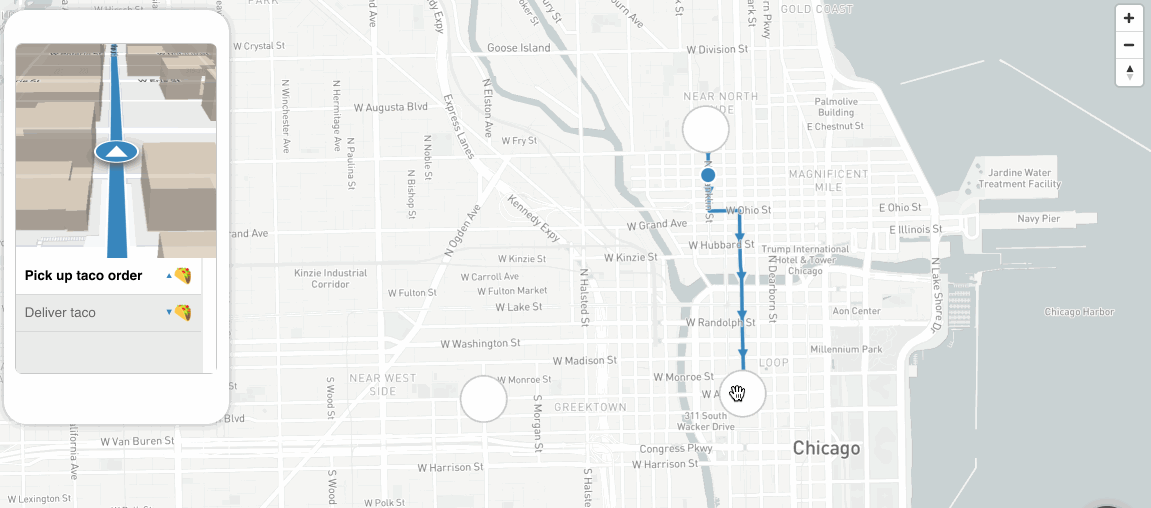 Pick up taco order
Deliver taco
PARK
GOLD COAST
W Crystal St
Goose Island
W Division St
NEAR NORTH
W Augusta Blvd
Palmolive
Building
E Chestnut St
N Winchester Ave
N Hermitage Ave
N Paulina St
N Noble St
N Bishop St
N Elston Ave
Express Lanes
W Fry St
MAGNIFICENT
MILE
Jardine Water
Treatment Facility
Navy Pier
N Ogden Ave
Kennedy Expy
W Ohio St
E Ohio St
W Grand Ave
E Illinois St
W Hubbard St
Trump International
Hotel & Tower
Chicago
W Kinzie St
W Kinzie St
Kinzie Industrial
Corridor
W Carroll Ave
W Fulton St
W Fulton Market
W Lake St
N Halsted St
N Dearborn St
N Lake Shore Dr
Aon Center
Chicago Harbor
W Randolph St
W Washington St
Millennium Park
W Madison St
LOOP
NEAR WEST
SIDE
W Monroe St
W Monroe St
GREEKTOWN
311 South
Wacker Drive
S Wood St
S Morgan St
W Van Buren St
Congress Pkwy
Chicago
W Harrison St
W Harrison St
W Lexington St
S Wood
W Polk St
S Halste